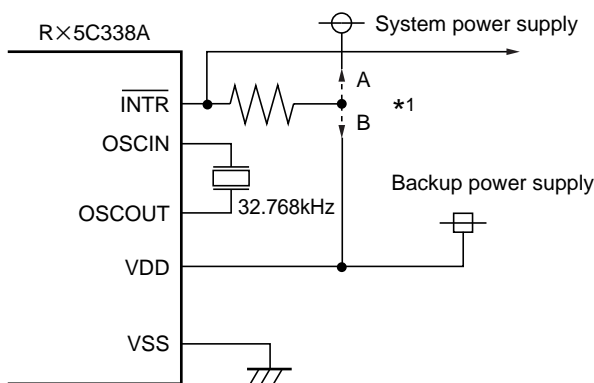 System power supply
R×5C338A
A
INTR
*1
B
OSCIN
Backup power supply
OSCOUT
32.768kHz
VDD
VSS